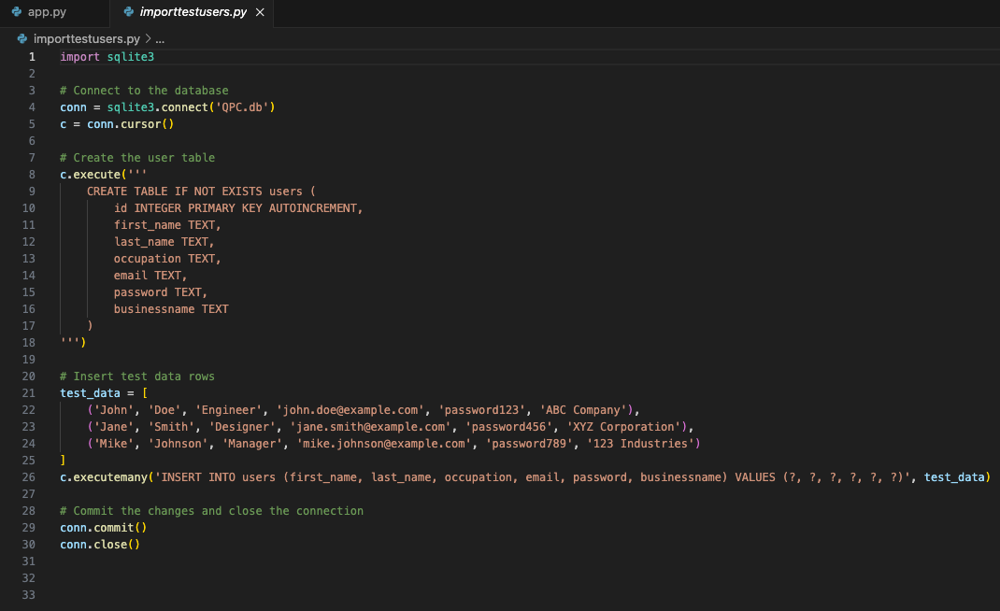 app.py
importtestusers.py ×
importtestusers.py > ...
1 import sqlite3
2
3 # Connect to the database
4 conn = sqlite3.connect('QPC.db')
5 c = conn.cursor()
6
7 # Create the user table
8 c.execute('''
9 CREATE TABLE IF NOT EXISTS users (
10 id INTEGER PRIMARY KEY AUTOINCREMENT,
11 first_name TEXT,
12 last_name TEXT,
13 occupation TEXT,
14 email TEXT,
15 password TEXT,
16 businessname TEXT
17 )
18 ''')
19
20 # Insert test data rows
21 test_data = [
22 ('John', 'Doe', 'Engineer', 'john.doe@example.com', 'password123', 'ABC Company'),
23 ('Jane', 'Smith', 'Designer', 'jane.smith@example.com', 'password456', 'XYZ Corporation'),
24 ('Mike', 'Johnson', 'Manager', 'mike.johnson@example.com', 'password789', '123 Industries')
25 ]
26 c.executemany('INSERT INTO users (first_name, last_name, occupation, email, password, businessname) VALUES (?, ?, ?, ?, ?, ?)', test_data)
27
28 # Commit the changes and close the connection
29 conn.commit()
30 conn.close()
31
32
33